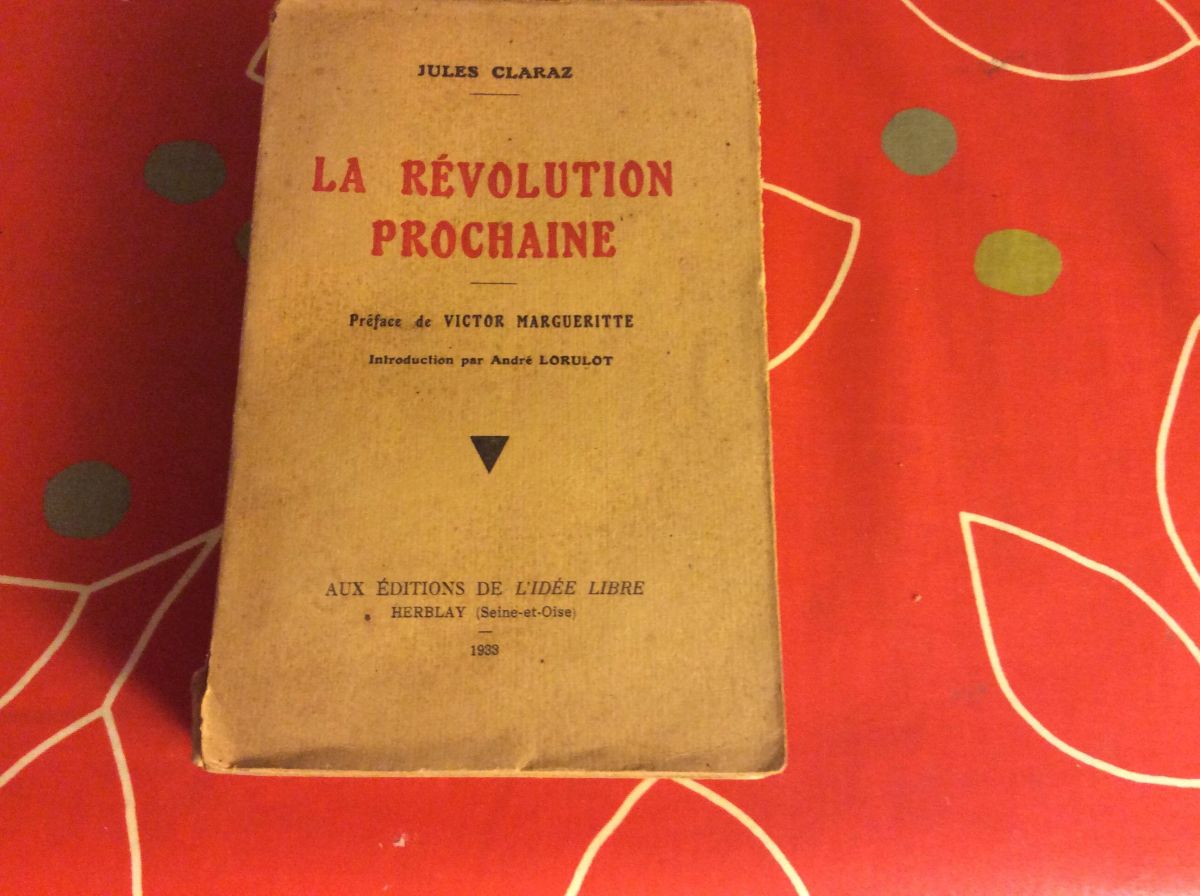 JULES CLARAZ
LA RÉVOLUTION
PROCHAINE
Préface de VICTOR MARGUERITTE
Introduction par André LORULOT
AUX ÉDITIONS DE L'IDÉE LIBRE
HERBLAY (Seine-et-Oise)
1933